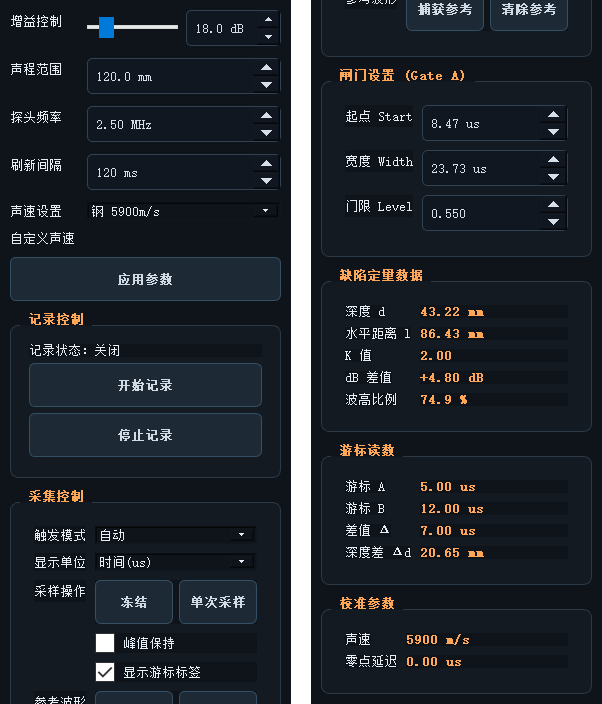 增益控制 18.0 dB
声程范围 120.0 mm
探头频率 2.50 MHz
刷新间隔 120 ms
声速设置 钢 5900m/s
自定义声速
应用参数
记录控制
记录状态: 关闭
开始记录
停止记录
采集控制
触发模式 自动
显示单位 时间(us)
采样操作 冻结 单次采样
峰值保持
显示游标标签
参考波形
参考波形 捕获参考 清除参考
闸门设置 (Gate A)
起点 Start 8.47 us
宽度 Width 23.73 us
门限 Level 0.550
缺陷定量数据
深度 d 43.22 mm
水平距离 l 86.43 mm
K 值 2.00
dB 差值 +4.80 dB
波高比例 74.9 %
游标读数
游标 A 5.00 us
游标 B 12.00 us
差值 Δ 7.00 us
深度差 Δd 20.65 mm
校准参数
声速 5900 m/s
零点延迟 0.00 us